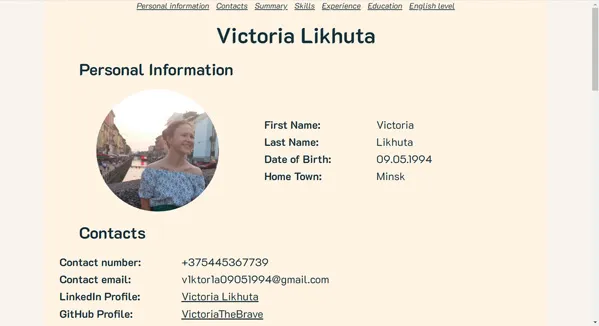 Personal information Contacts Summary Skills Experience Education English level
Victoria Likhuta
Personal Information
First Name: Victoria
Last Name: Likhuta
Date of Birth: 09.05.1994
Home Town: Minsk
Contacts
Contact number: +375445367739
Contact email: v1ktor1a09051994@gmail.com
LinkedIn Profile: Victoria Likhuta
GitHub Profile: VictoriaTheBrave